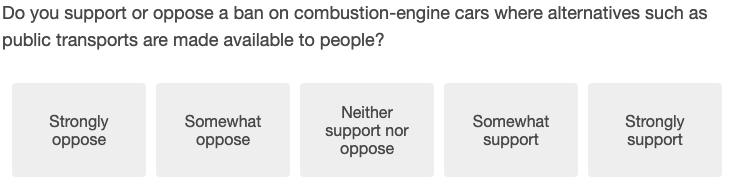 Do you support or oppose a ban on combustion-engine cars where alternatives such as
public transports are made available to people?
Strongly
oppose
Somewhat
oppose
Neither
support nor
oppose
Somewhat
support
Strongly
support